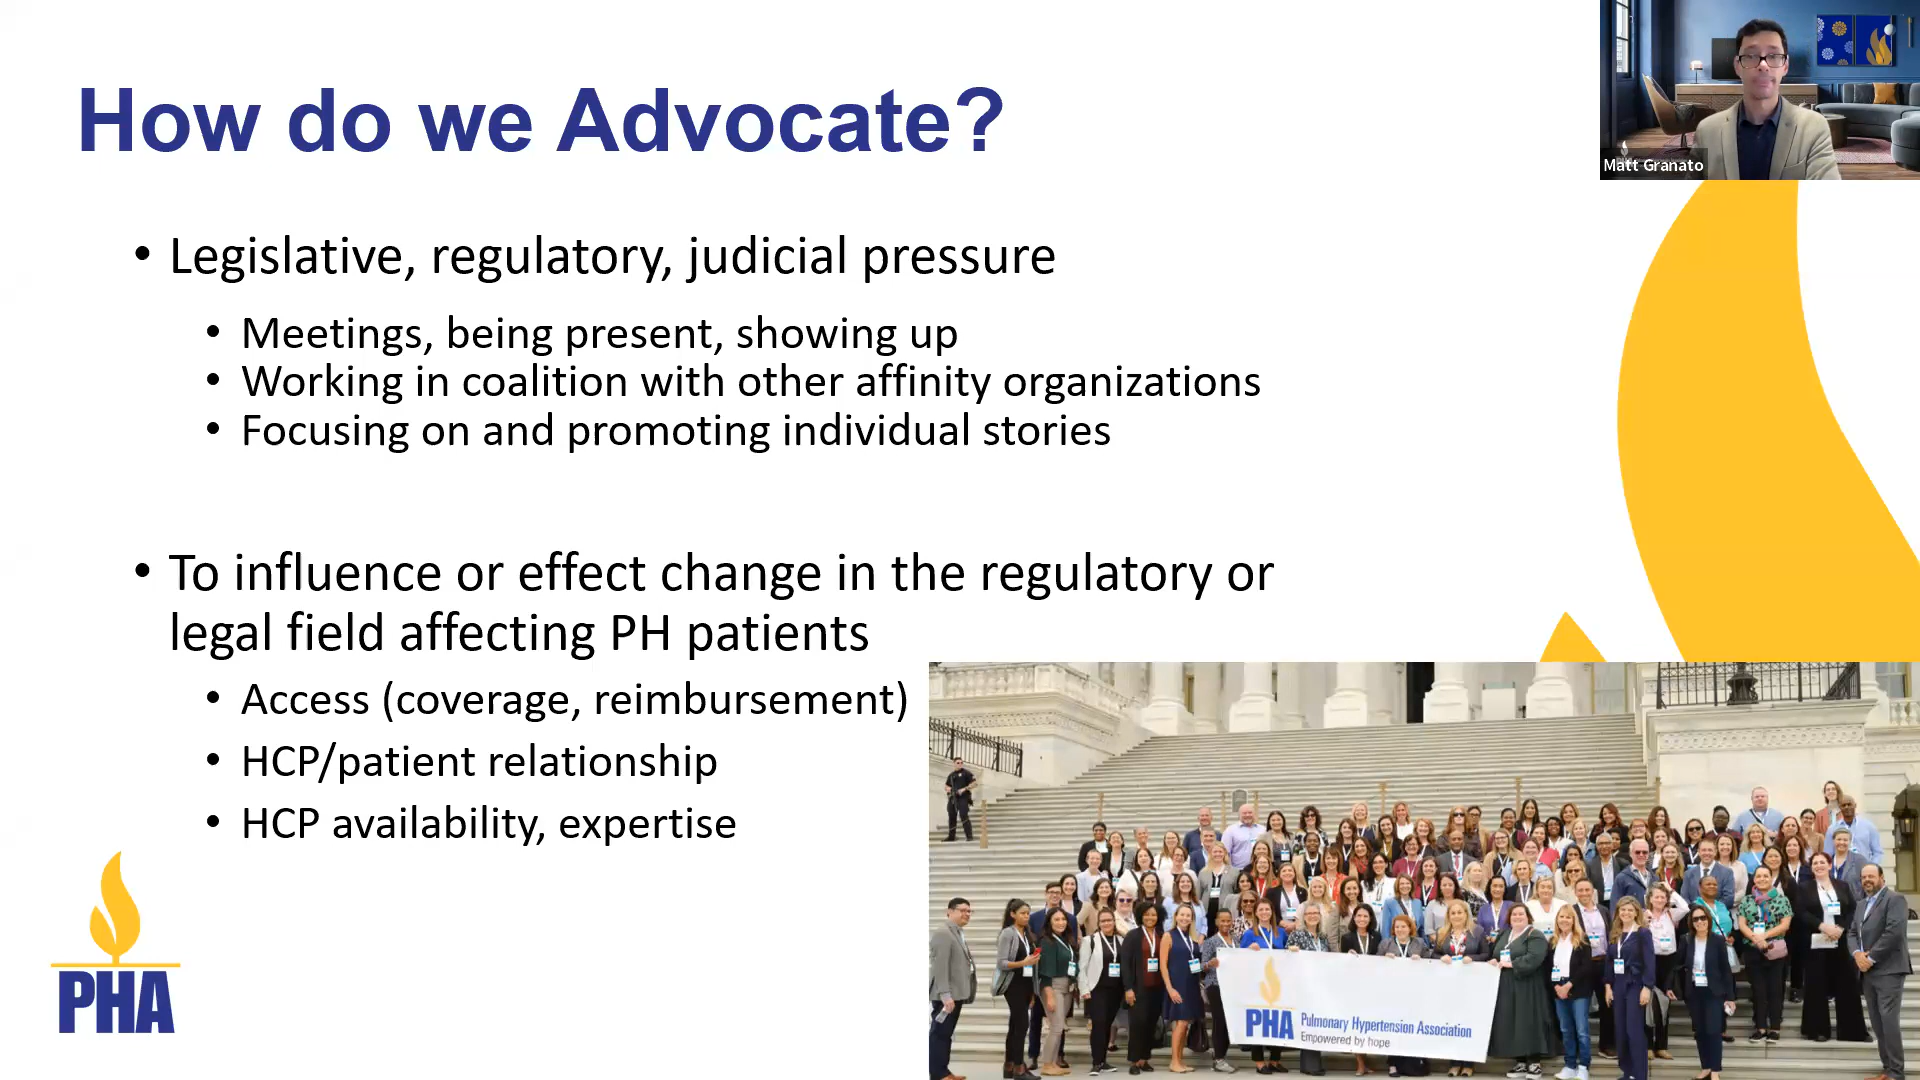 How do we Advocate?
Matt Granato
• Legislative, regulatory, judicial pressure
• Meetings, being present, showing up
• Working in coalition with other affinity organizations
• Focusing on and promoting individual stories
• To influence or effect change in the regulatory or
legal field affecting PH patients
• Access (coverage, reimbursement)
• HCP/patient relationship
• HCP availability, expertise
PHA
PHA Pulmonary Hypertension Association
Empowered by hope